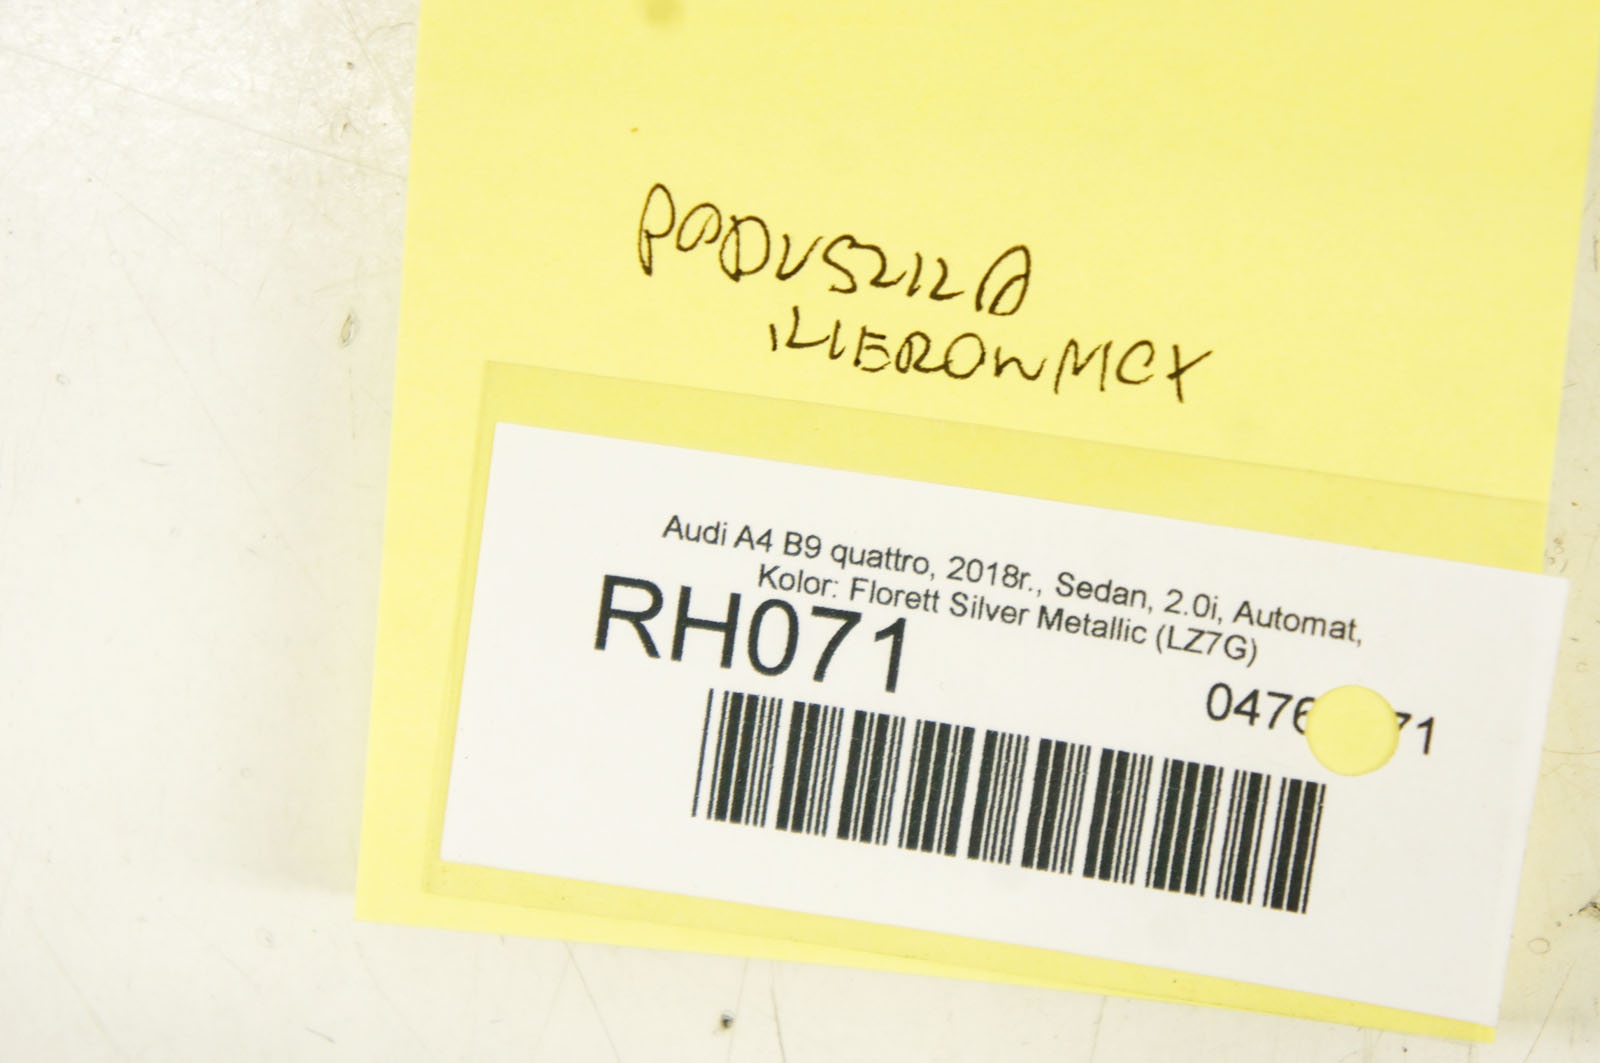 PODUSZKA
KIEROWNICY
Audi A4 B9 quattro, 2018r., Sedan, 2.0i, Automat,
Kolor: Florett Silver Metallic (LZ7G)
RH071